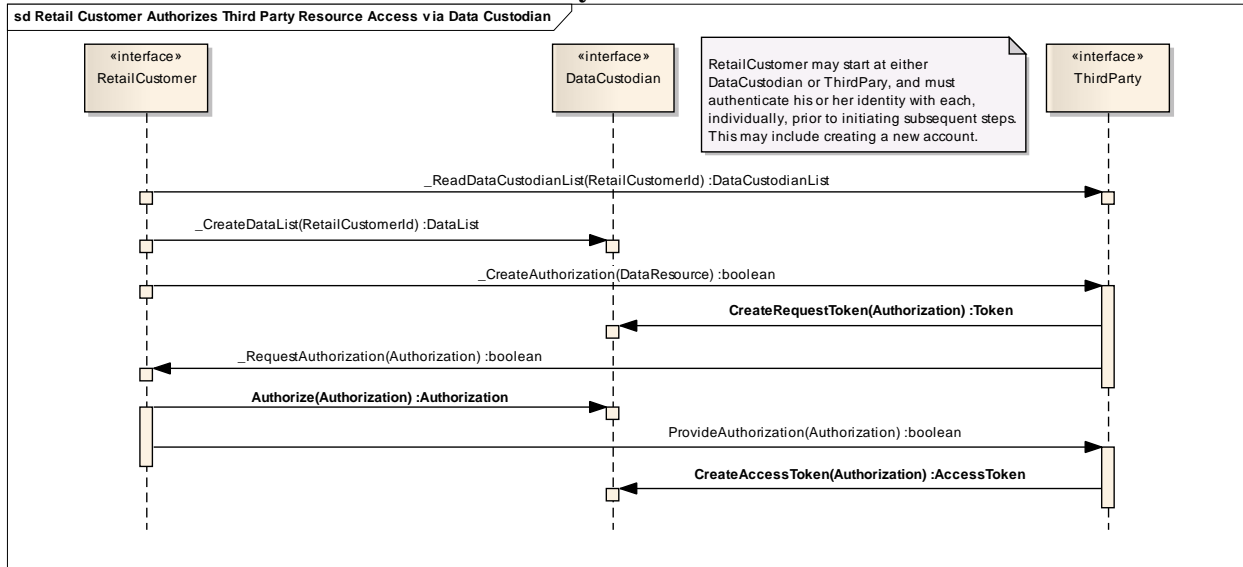 sd Retail Customer Authorizes Third Party Resource Access via Data Custodian
«interface»
RetailCustomer
«interface»
DataCustodian
RetailCustomer may start at either
DataCustodian or ThirdPary, and must
authenticate his or her identity with each,
individually, prior to initiating subsequent steps.
This may include creating a new account.
«interface»
ThirdParty
_ReadDataCustodianList(RetailCustomerId) :DataCustodianList
_CreateDataList(RetailCustomerId) :DataList
_CreateAuthorization(DataResource) :boolean
CreateRequestToken(Authorization) :Token
_RequestAuthorization(Authorization) :boolean
Authorize(Authorization) :Authorization
ProvideAuthorization(Authorization) :boolean
CreateAccessToken(Authorization) :AccessToken